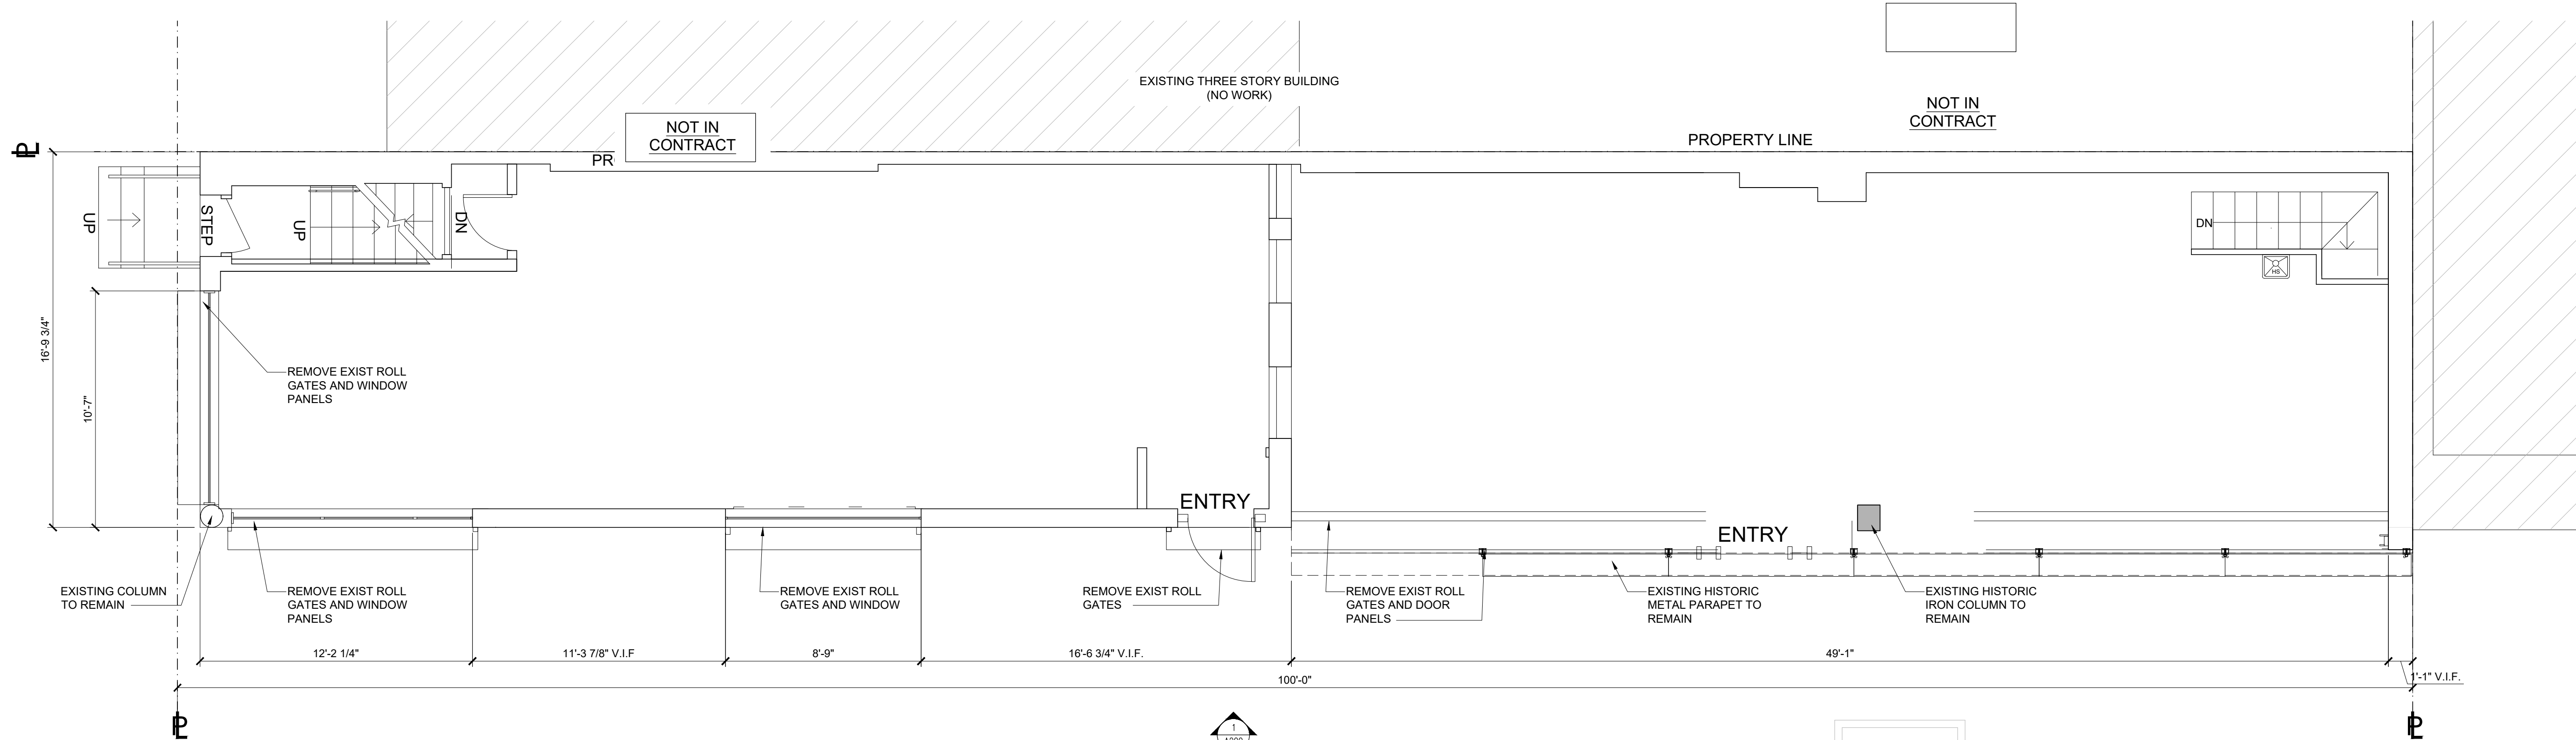 EXISTING THREE STORY BUILDING
(NO WORK)
NOT IN
CONTRACT
NOT IN
CONTRACT
PROPERTY LINE
PR
PL
UP
STEP
UP
DN
DN
HS
16'-9 3/4"
10'-7"
REMOVE EXIST ROLL
GATES AND WINDOW
PANELS
ENTRY
ENTRY
EXISTING COLUMN
TO REMAIN
REMOVE EXIST ROLL
GATES AND WINDOW
PANELS
REMOVE EXIST ROLL
GATES AND WINDOW
REMOVE EXIST ROLL
GATES
REMOVE EXIST ROLL
GATES AND DOOR
PANELS
EXISTING HISTORIC
METAL PARAPET TO
REMAIN
EXISTING HISTORIC
IRON COLUMN TO
REMAIN
12'-2 1/4"
11'-3 7/8" V.I.F
8'-9"
16'-6 3/4" V.I.F.
49'-1"
1'-1" V.I.F.
100'-0"
PL
1
PL